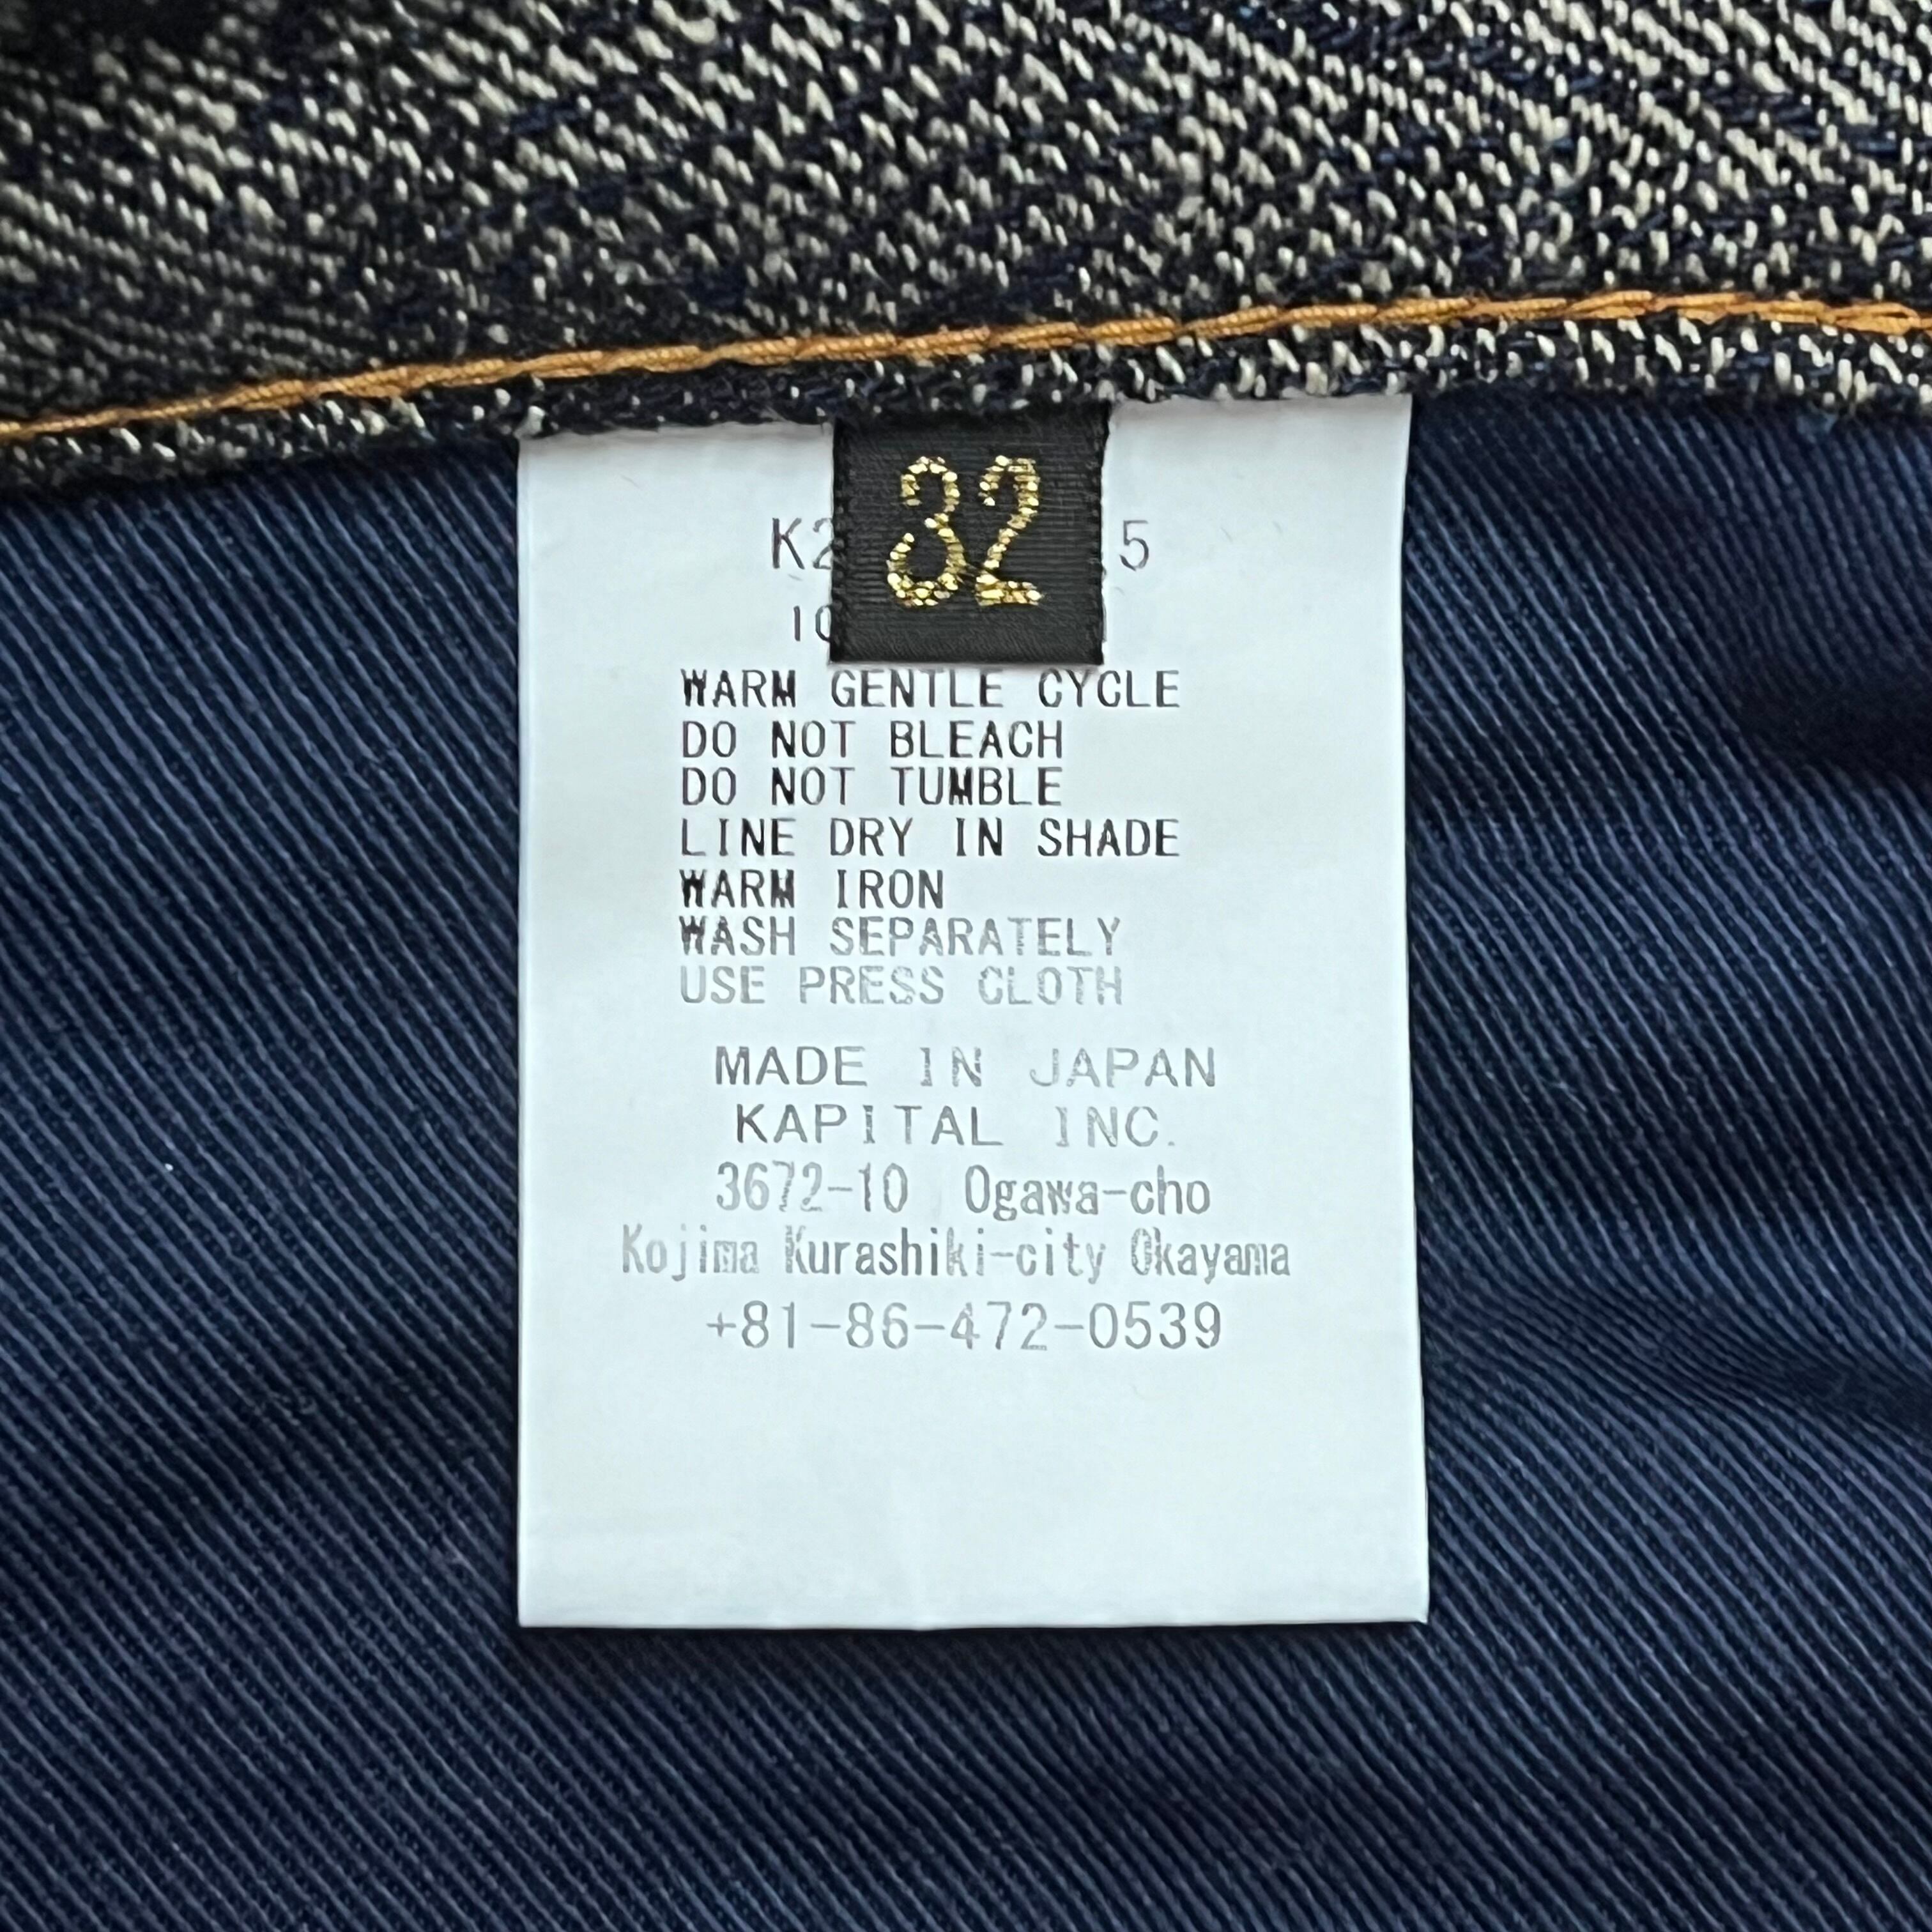 32
5
WARM GENTLE CYCLE
DO NOT BLEACH
DO NOT TUMBLE
LINE DRY IN SHADE
WARM IRON
WASH SEPARATELY
USE PRESS CLOTH
MADE IN JAPAN
KAPITAL INC.
3672-10 Ogawa-cho
Kojima Kurashiki-city Okayama
+81-86-472-0539